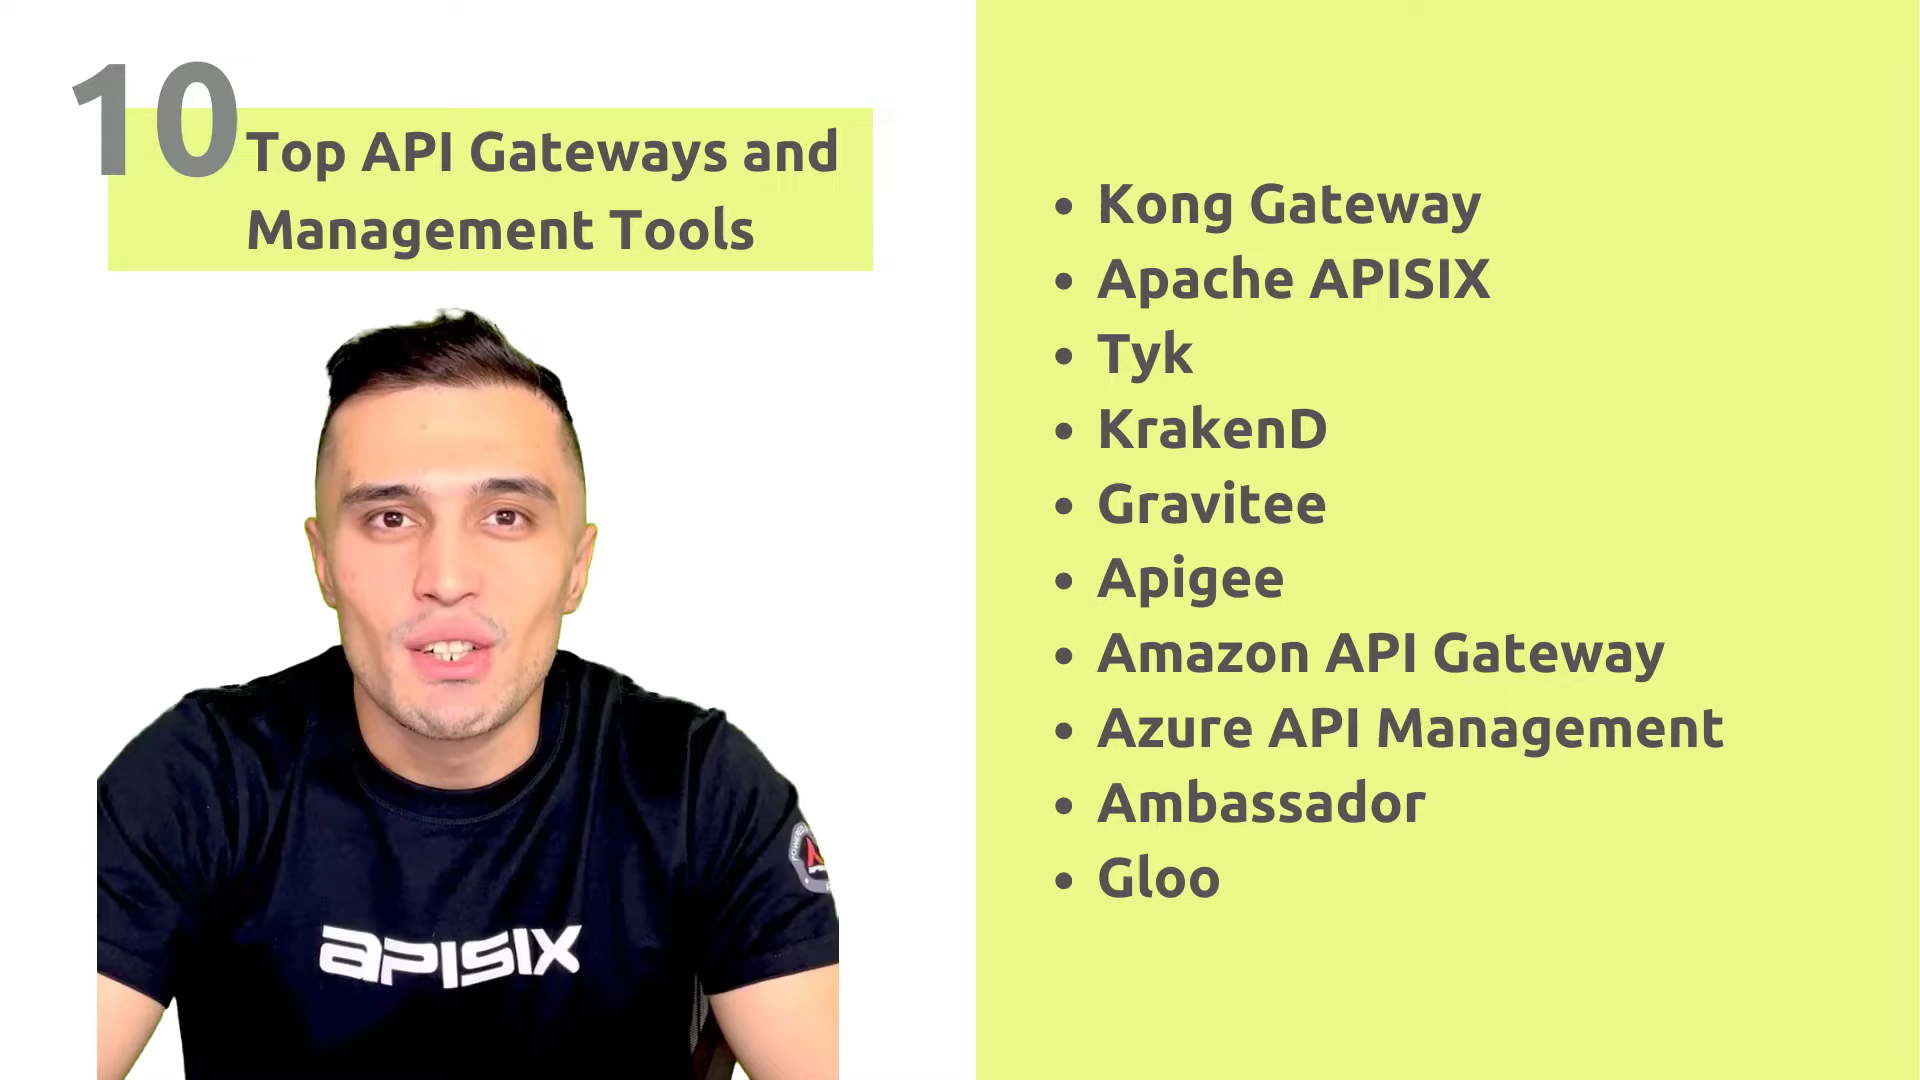 10
Top API Gateways and
Management Tools
• Kong Gateway
• Apache APISIX
• Tyk
• KrakenD
• Gravitee
• Apigee
• Amazon API Gateway
• Azure API Management
• Ambassador
• Gloo
APISIX